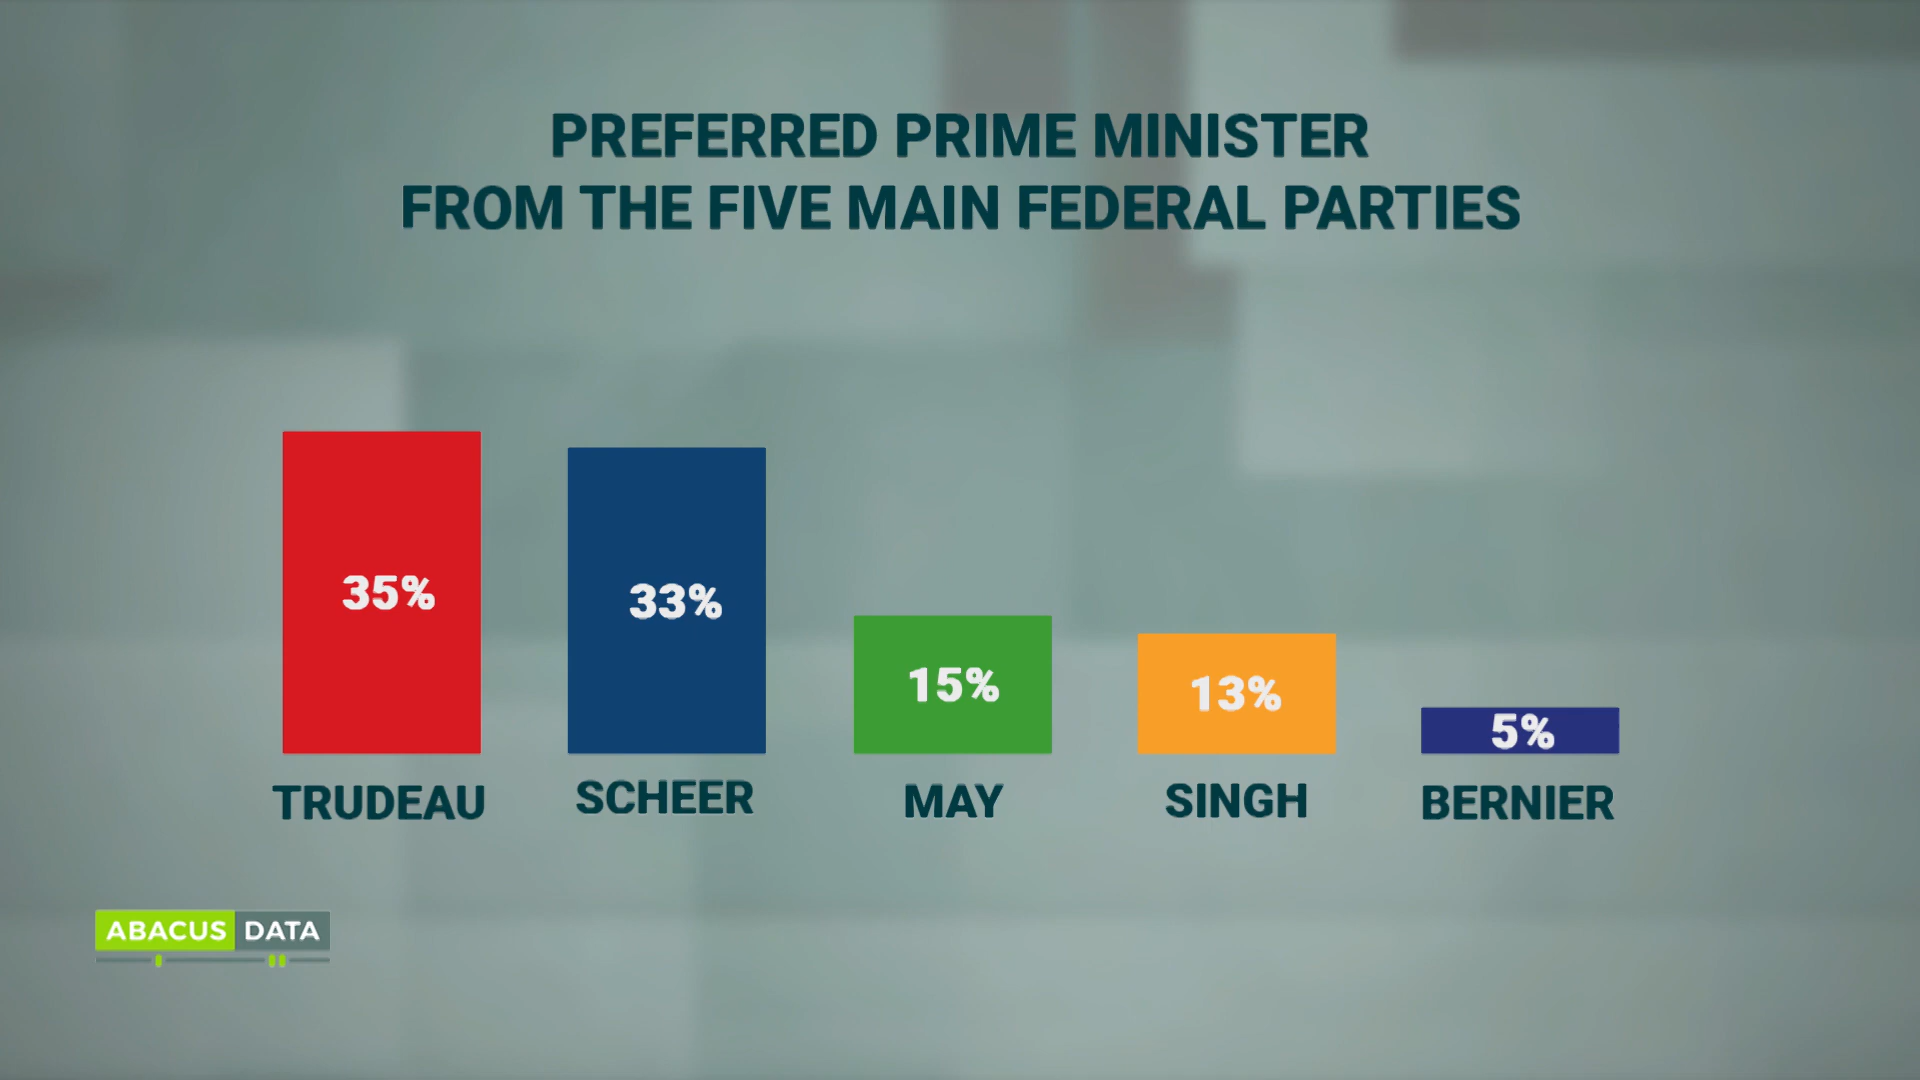 PREFERRED PRIME MINISTER
FROM THE FIVE MAIN FEDERAL PARTIES
35%
33%
15%
13%
5%
TRUDEAU
SCHEER
MAY
SINGH
BERNIER
ABACUS DATA